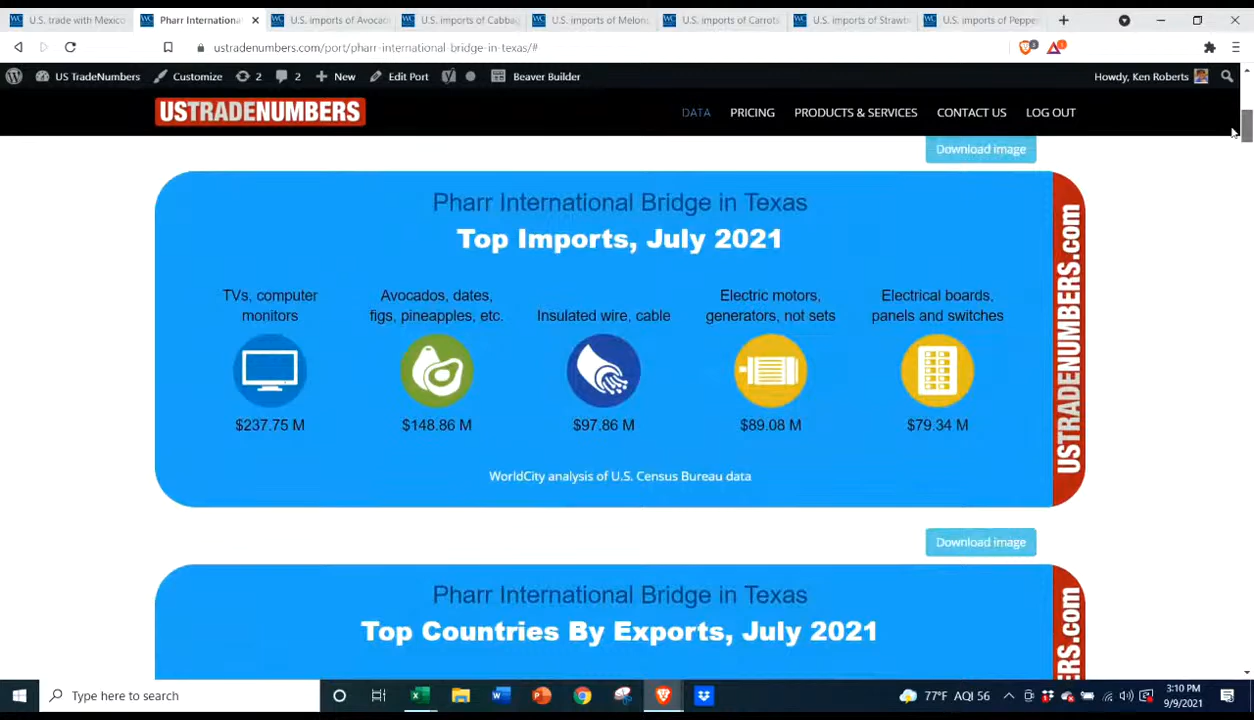 U.S. trade with Mexico
Pharr Internationa
U.S. imports of Avocad
U.S. imports of Cabbag
U.S. imports of Melons
U.S. imports of Carrots
U.S. imports of Strawb
U.S. imports of Peppe
ustradenumbers.com/port/pharr-international-bridge-in-texas/#
US TradeNumbers
Customize
2
2
New
Edit Port
Beaver Builder
Howdy, Ken Roberts
USTRADENUMBERS
DATA
PRICING
PRODUCTS & SERVICES
CONTACT US
LOG OUT
Download image
Pharr International Bridge in Texas
Top Imports, July 2021
TVs, computer
monitors
$237.75 M
Avocados, dates,
figs, pineapples, etc.
$148.86 M
Insulated wire, cable
$97.86 M
Electric motors,
generators, not sets
$89.08 M
Electrical boards,
panels and switches
$79.34 M
WorldCity analysis of U.S. Census Bureau data
USTRADENUMBERS.com
Download image
Pharr International Bridge in Texas
Top Countries By Exports, July 2021
S.com
Type here to search
77°F AQI 56
3:10 PM
9/9/2021